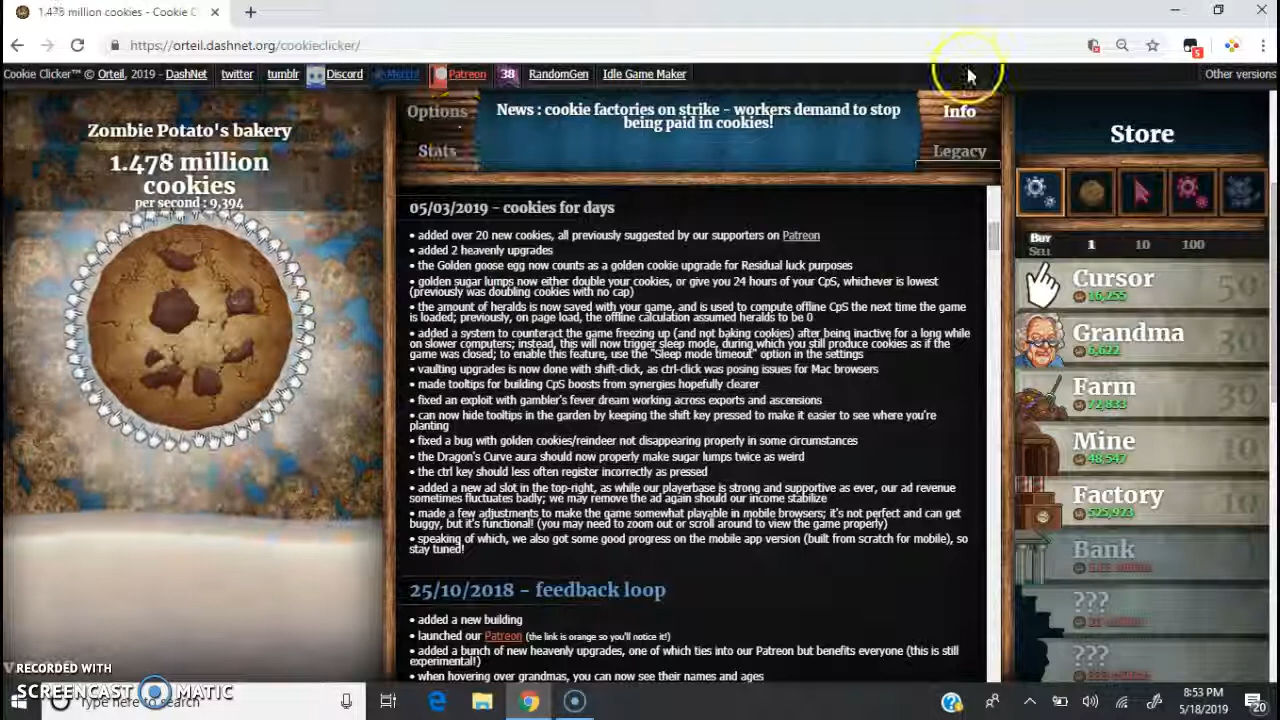 1.478 million cookies - Cookie C
https://orteil.dashnet.org/cookieclicker/
5
Cookie Clicker™ © Orteil, 2019 - DashNet
twitter
tumblr
Discord
Merch!
Patreon
38
RandomGen
Idle Game Maker
Other versions
Zombie Potato's bakery
1.478 million
cookies
per second : 9,394
Options
Stats
News : cookie factories on strike - workers demand to stop
being paid in cookies!
Info
Legacy
05/03/2019 - cookies for days
• added over 20 new cookies, all previously suggested by our supporters on Patreon
• added 2 heavenly upgrades
• the Golden goose egg now counts as a golden cookie upgrade for Residual luck purposes
• golden sugar lumps now either double your cookies, or give you 24 hours of your CpS, whichever is lowest
(previously was doubling cookies with no cap)
• the amount of heralds is now saved with your game, and is used to compute offline CpS the next time the game
is loaded; previously, on page load, the offline calculation assumed heralds to be 0
• added a system to counteract the game freezing up (and not baking cookies) after being inactive for a long while
on slower computers; instead, this will now trigger sleep mode, during which you still produce cookies as if the
game was closed; to enable this feature, use the "Sleep mode timeout" option in the settings
• vaulting upgrades is now done with shift-click, as ctrl-click was posing issues for Mac browsers
• made tooltips for building CpS boosts from synergies hopefully clearer
• fixed an exploit with gambler's fever dream working across exports and ascensions
• can now hide tooltips in the garden by keeping the shift key pressed to make it easier to see where you're
planting
• fixed a bug with golden cookies/reindeer not disappearing properly in some circumstances
• the Dragon's Curve aura should now properly make sugar lumps twice as weird
• the ctrl key should less often register incorrectly as pressed
• added a new ad slot in the top-right, as while our playerbase is strong and supportive as ever, our ad revenue
sometimes fluctuates badly; we may remove the ad again should our income stabilize
• made a few adjustments to make the game somewhat playable in mobile browsers; it's not perfect and can get
buggy, but it's functional! (you may need to zoom out or scroll around to view the game properly)
• speaking of which, we also got some good progress on the mobile app version (built from scratch for mobile), so
stay tuned!
25/10/2018 - feedback loop
• added a new building
• launched our Patreon (the link is orange so you'll notice it!)
• added a bunch of new heavenly upgrades, one of which ties into our Patreon but benefits everyone (this is still
experimental!)
• when hovering over grandmas, you can now see their names and ages
Store
BUY
SELL
1
10
100
Cursor
16,255
50
Grandma
6,622
30
Farm
72,833
30
Mine
48,547
10
Factory
525,923
10
Bank
???
???
RECORDED WITH
SCREENCAST MATIC
Type here to search
8:53 PM
5/18/2019
20